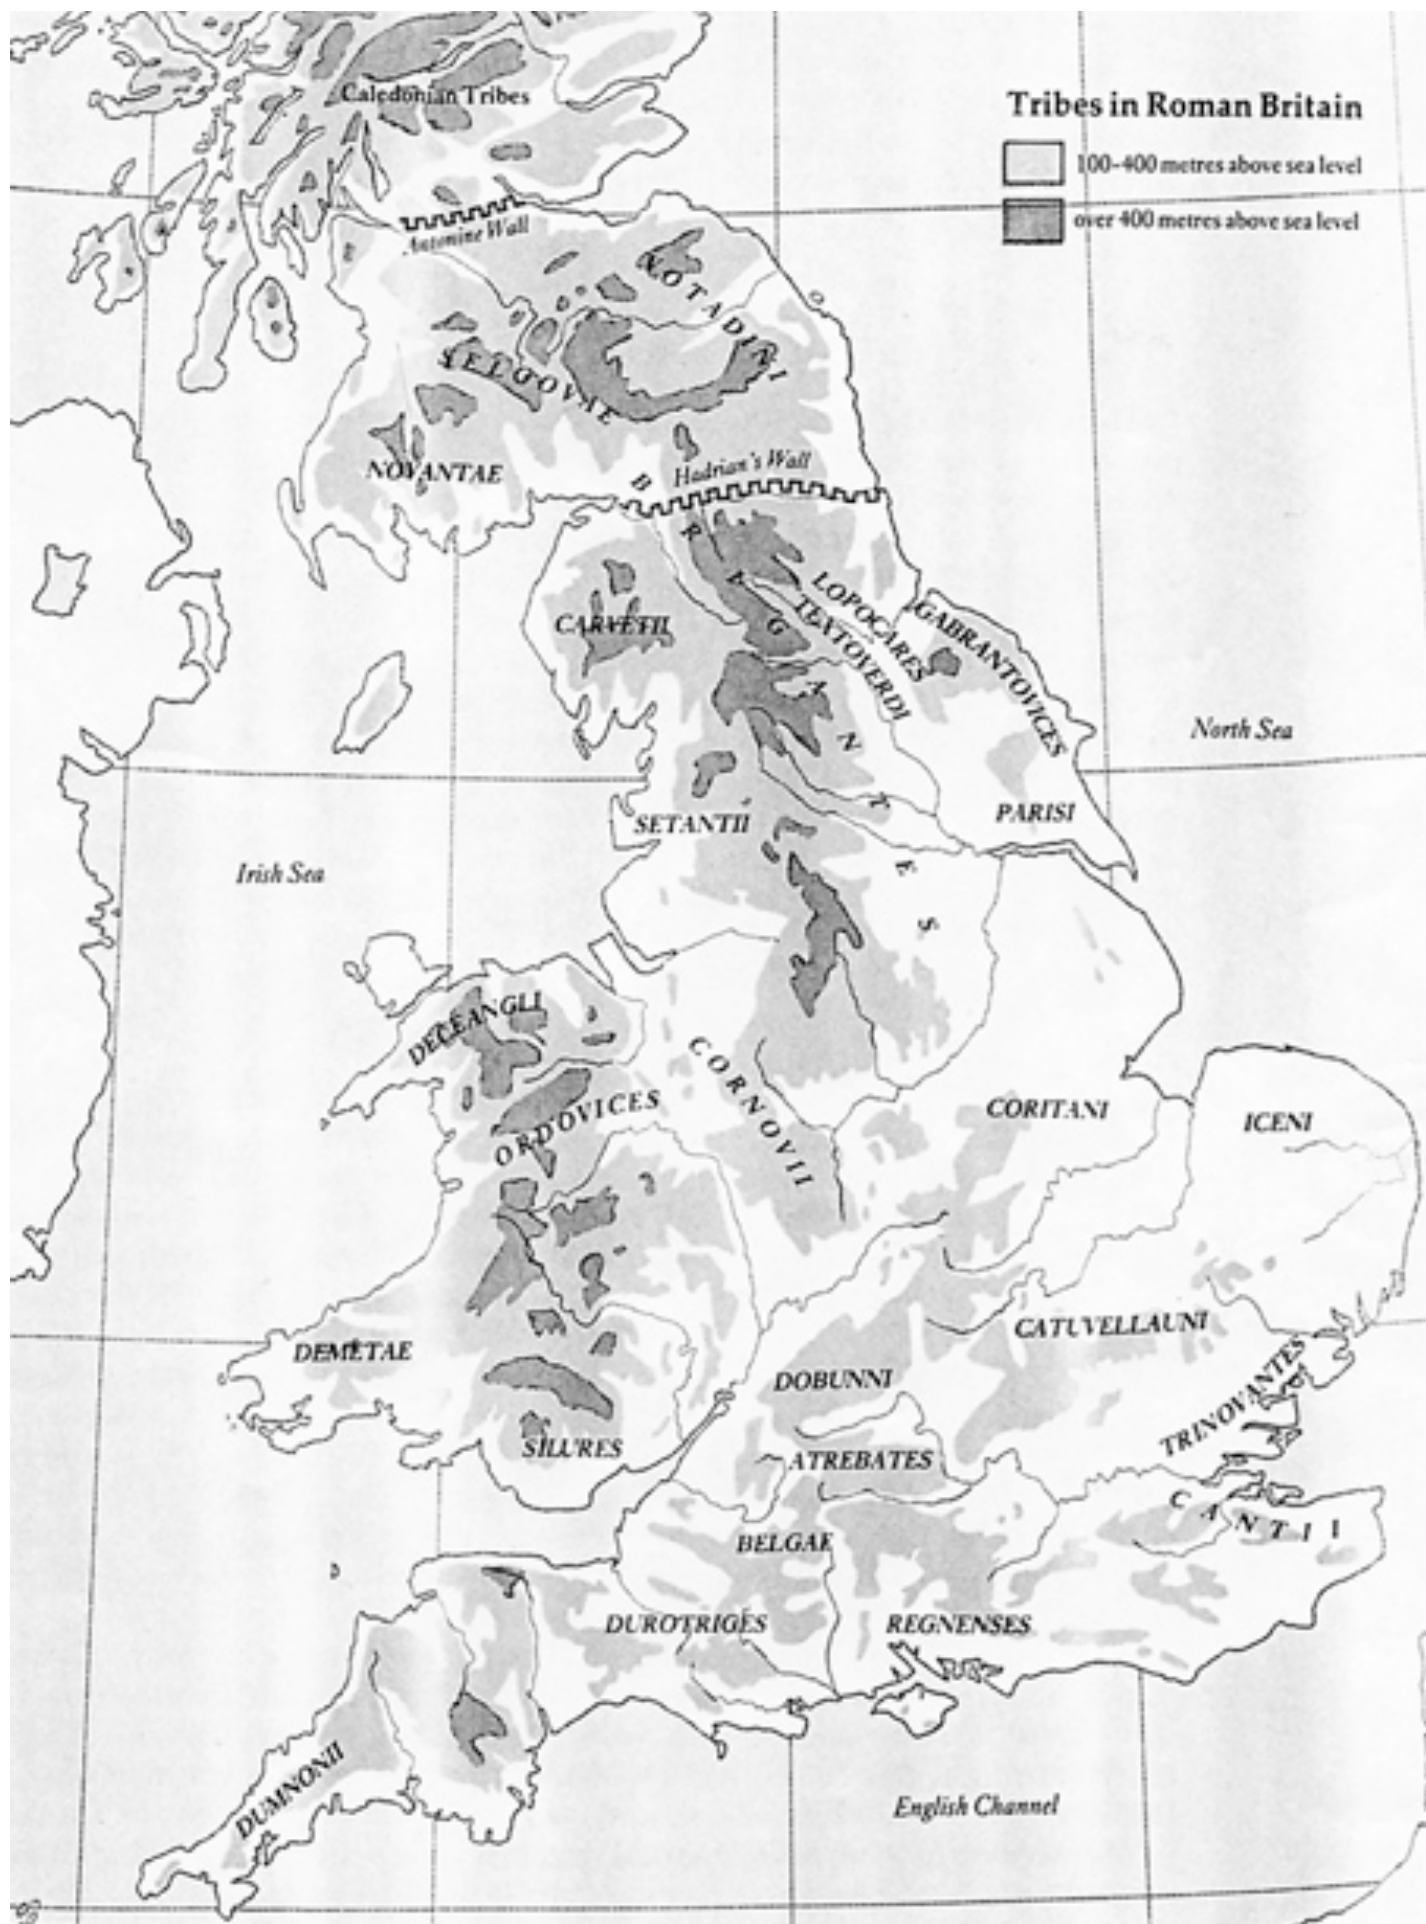 Tribes in Roman Britain
100-400 metres above sea level
over 400 metres above sea level
Caledonian Tribes
Antonine Wall
VOTADINI
SELGOVAE
NOVANTAE
Hadrian's Wall
BRIGANTES
LOPOCARES
TEXTOVERDI
GABRANTOVICES
CARVETII
North Sea
PARISI
SETANTII
Irish Sea
DECEANGLI
CORNOVII
ORDOVICES
CORITANI
ICENI
CATUVELLAUNI
DEMETAE
DOBUNNI
TRINOVANTES
SILURES
ATREBATES
CANTII
BELGAE
DUROTRIGES
REGNENSES
DUMNONII
English Channel